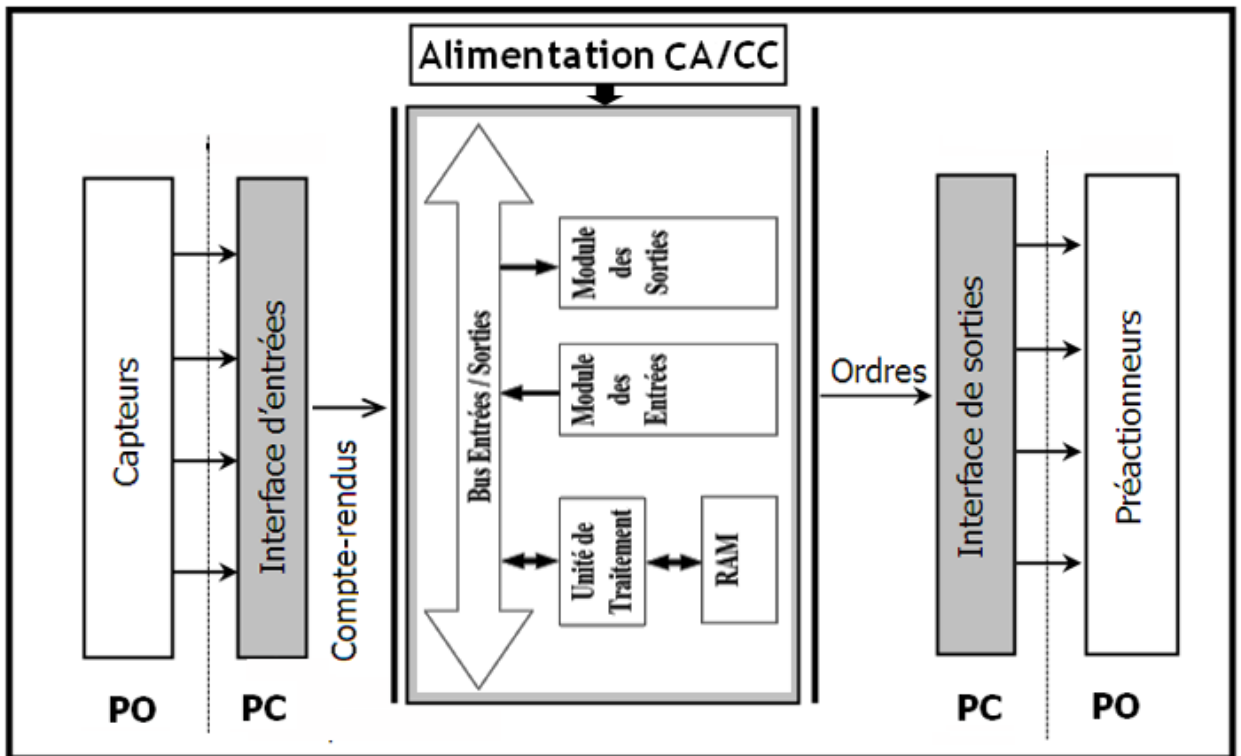 Alimentation CA/CC
Capteurs
Interface d'entrées
Compte-rendus
Bus Entrées / Sorties
Module
des
Sorties
Module
des
Entrées
Unité de
Traitement
RAM
Ordres
Interface de sorties
Préactionneurs
PO
PC
PC
PO